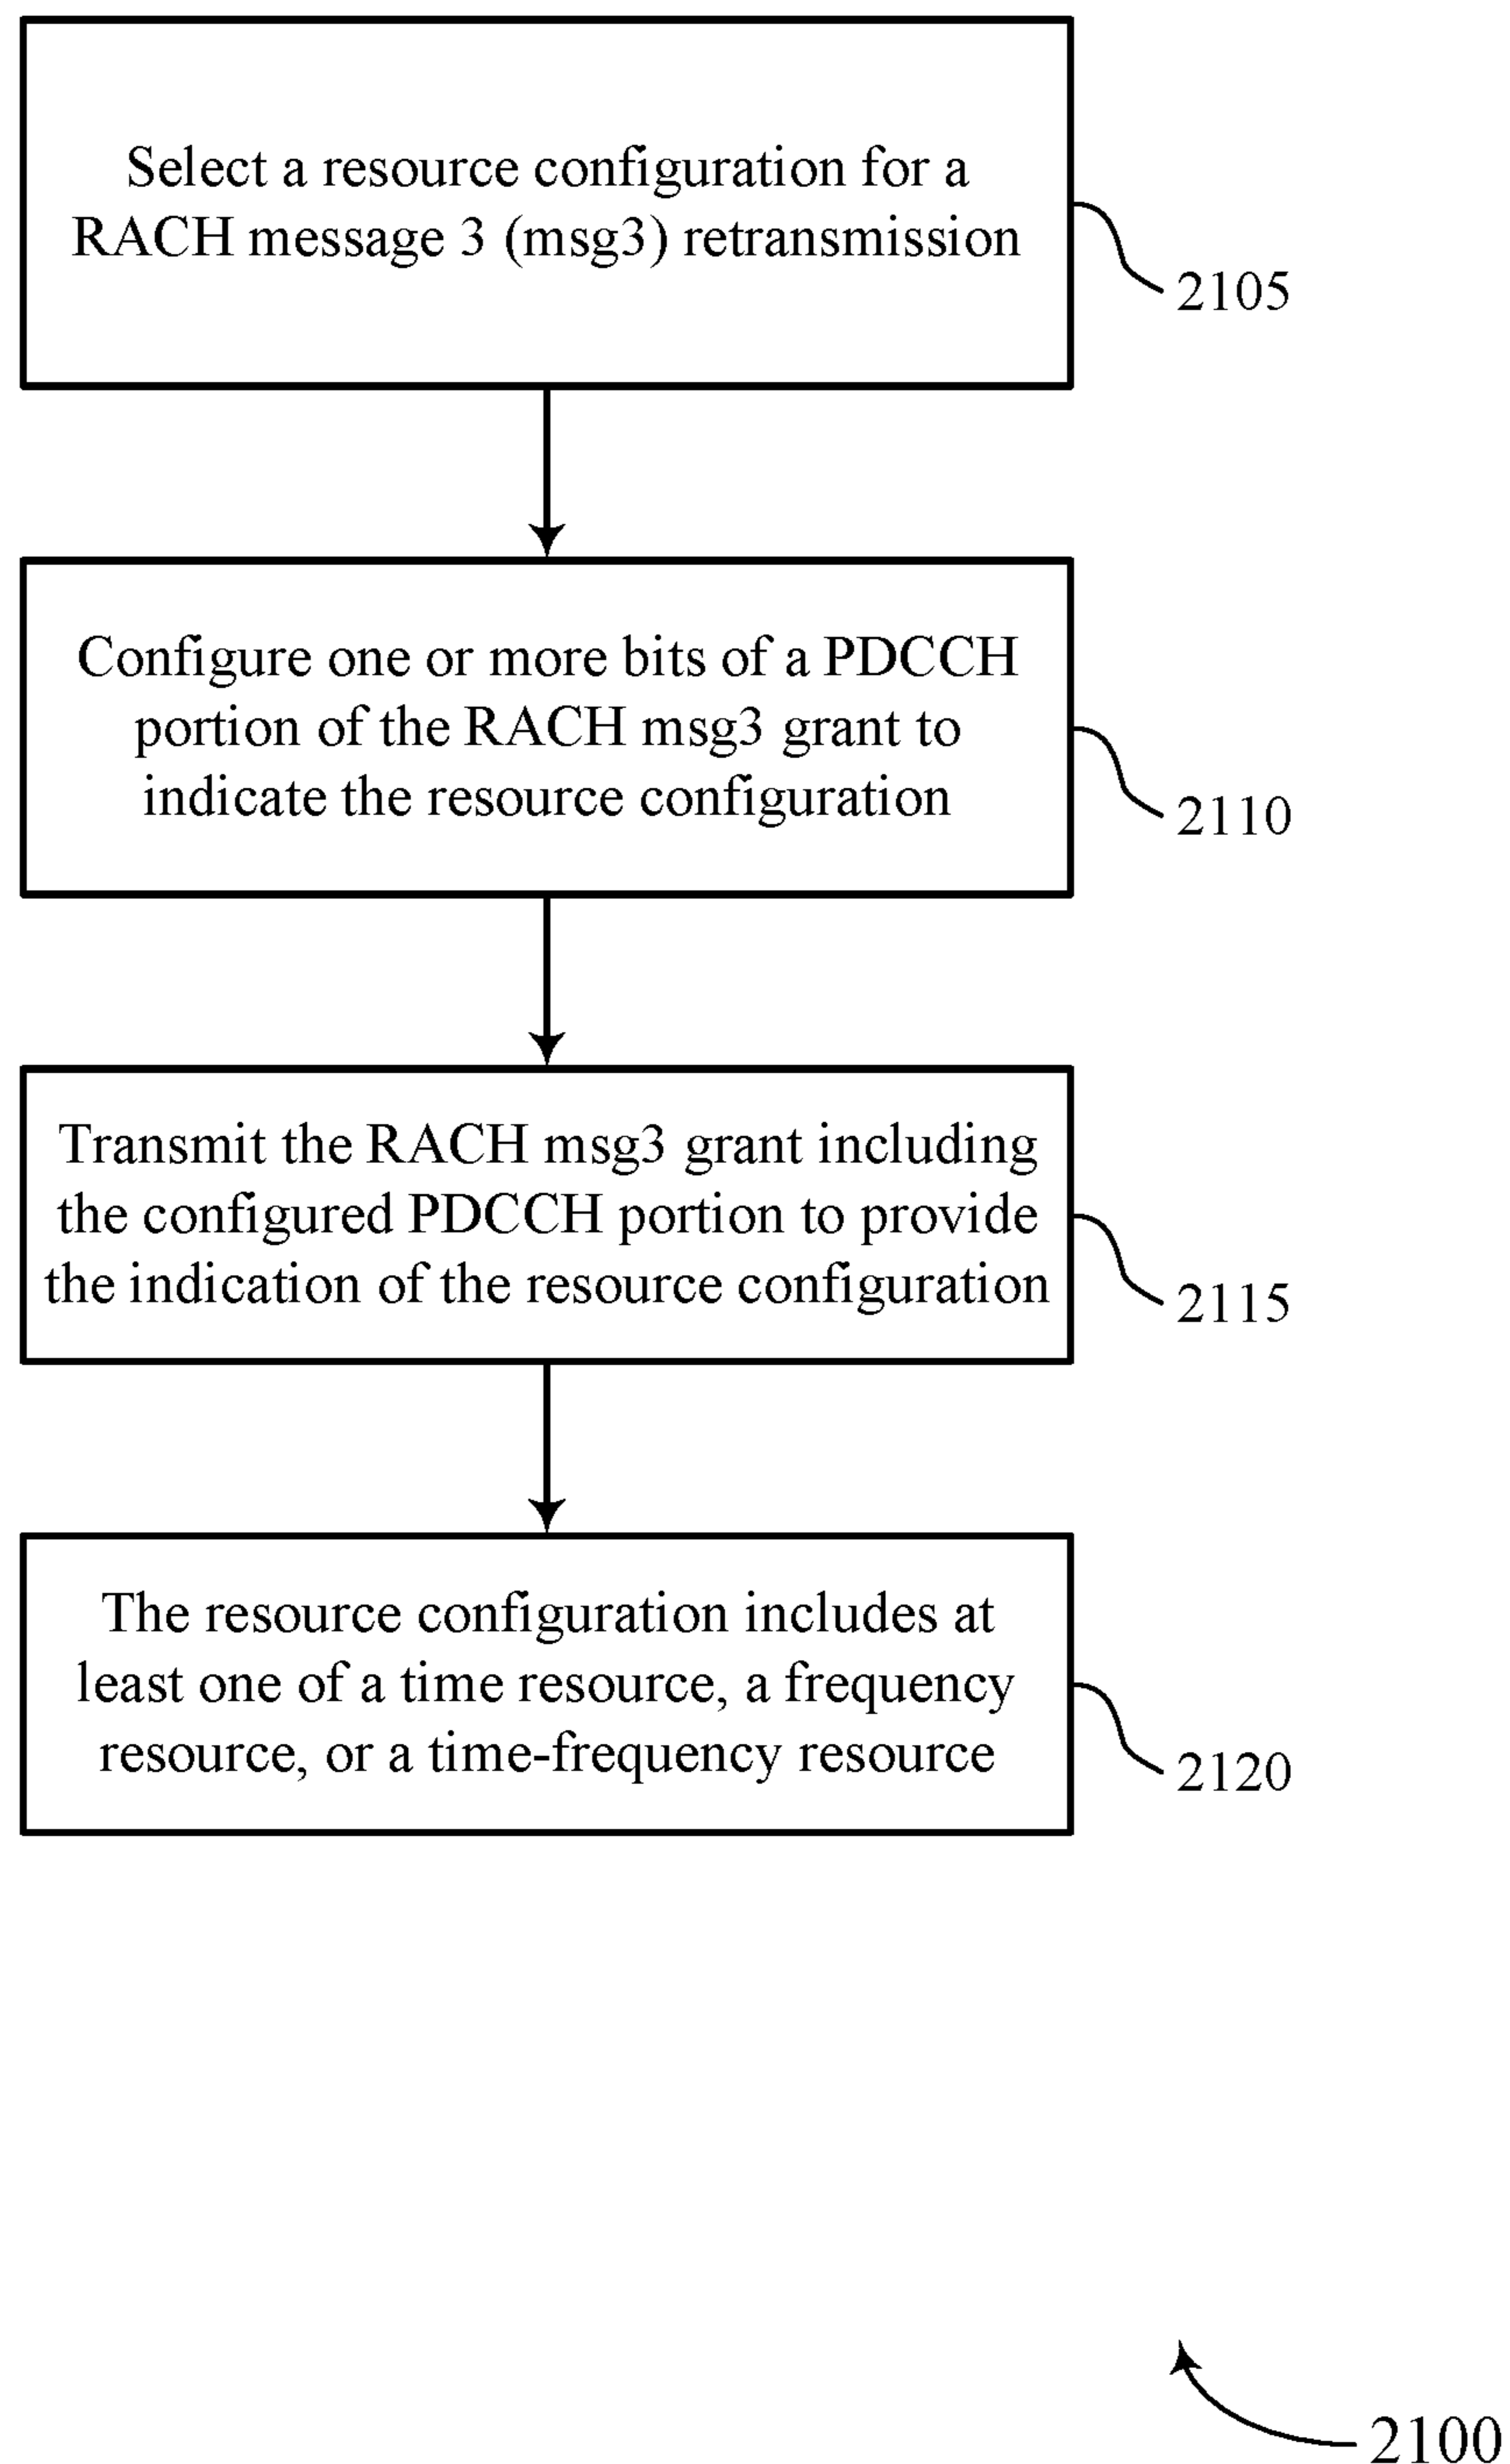 Select a resource configuration for a
RACH message 3 (msg3) retransmission
2105
Configure one or more bits of a PDCCH
portion of the RACH msg3 grant to
indicate the resource configuration
2110
Transmit the RACH msg3 grant including
the configured PDCCH portion to provide
the indication of the resource configuration
2115
The resource configuration includes at
least one of a time resource, a frequency
resource, or a time-frequency resource
2120
2100